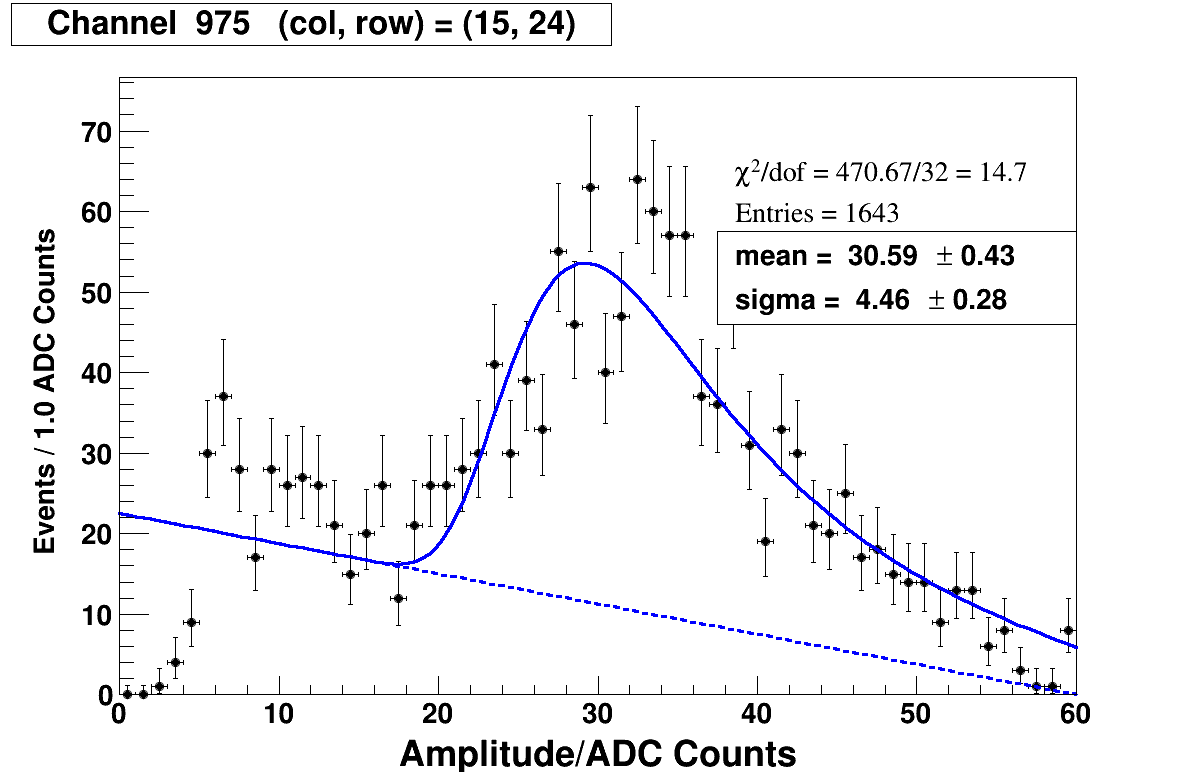 Channel 975 (col, row) = (15, 24)
χ²/dof = 470.67/32 = 14.7
Entries = 1643
mean = 30.59 ± 0.43
sigma = 4.46 ± 0.28
Events / 1.0 ADC Counts
70
60
50
40
30
20
10
0
0 10 20 30 40 50 60
Amplitude/ADC Counts